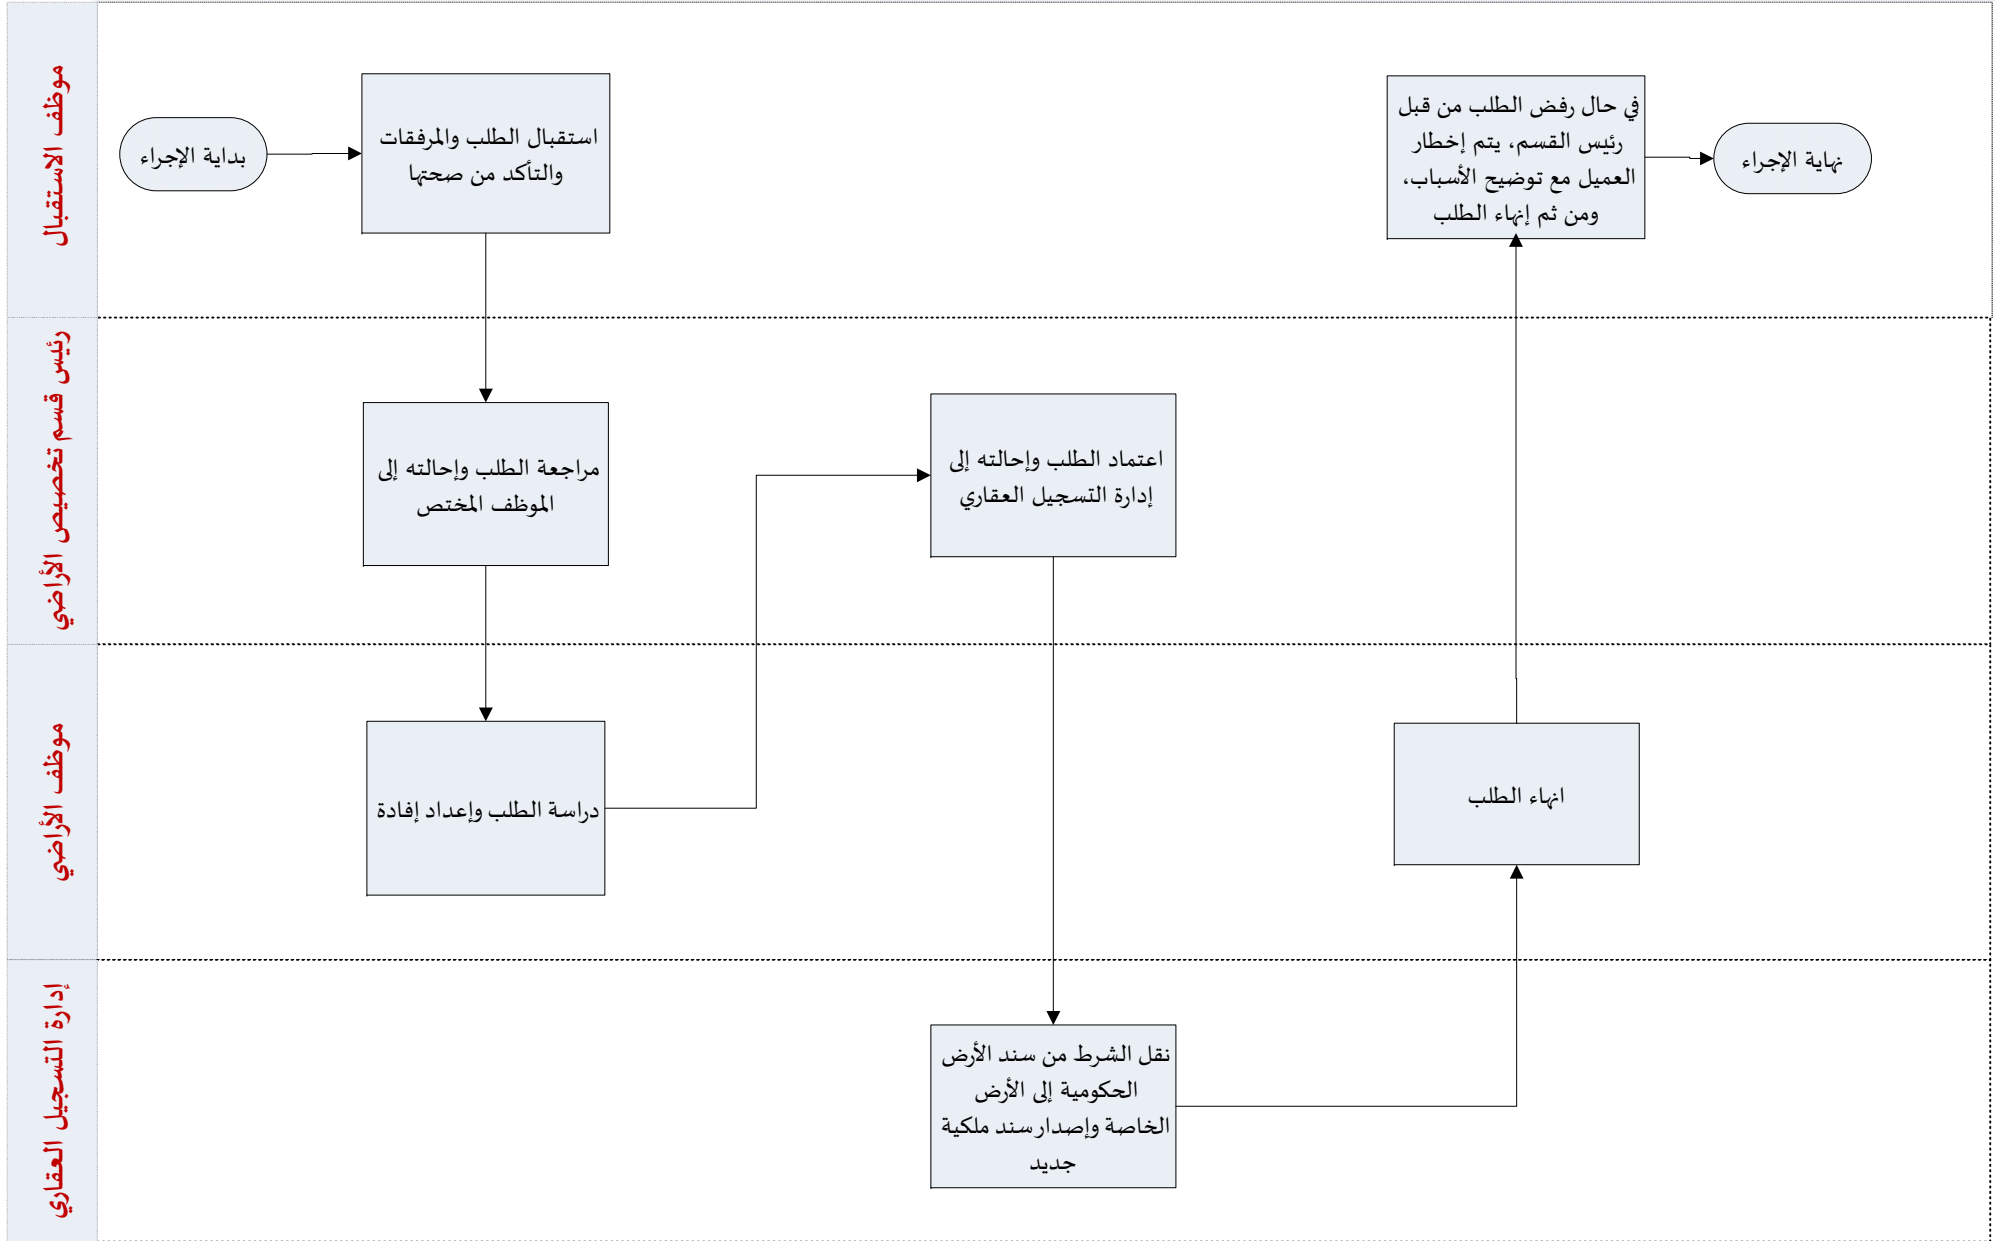 موظف الاستقبال
بداية الإجراء
استقبال الطلب والمرفقات
والتأكد من صحتها
في حال رفض الطلب من قبل
رئيس القسم، يتم إخطار
العميل مع توضيح الأسباب،
ومن ثم إنهاء الطلب
نهاية الإجراء
رئيس قسم تخصيص الأراضي
مراجعة الطلب وإحالته إلى
الموظف المختص
اعتماد الطلب وإحالته إلى
إدارة التسجيل العقاري
موظف الأراضي
دراسة الطلب وإعداد إفادة
انهاء الطلب
إدارة التسجيل العقاري
نقل الشرط من سند الأرض
الحكومية إلى الأرض
الخاصة وإصدار سند ملكية
جديد